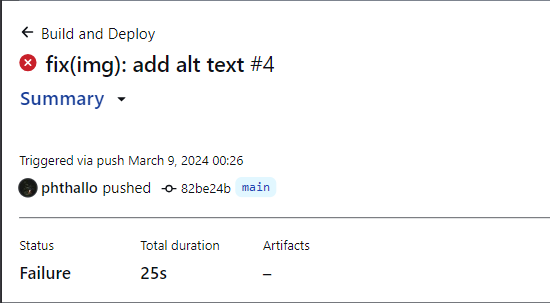 Build and Deploy
fix(img): add alt text #4
Summary
Triggered via push March 9, 2024 00:26
phthallo pushed 82be24b main
Status Total duration Artifacts
Failure 25s –